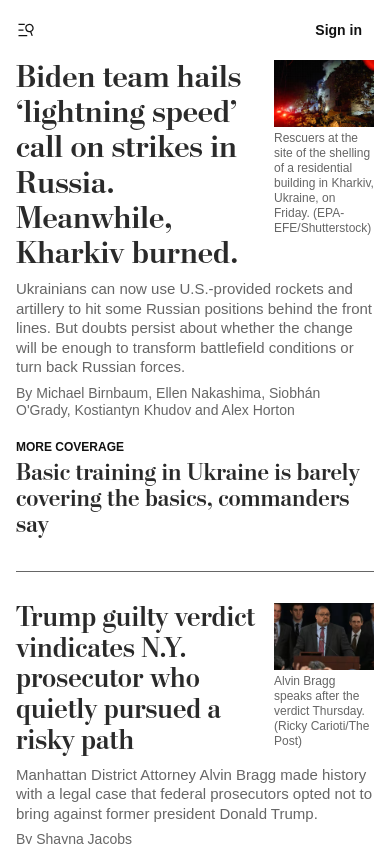 Sign in
Biden team hails
‘lightning speed’
call on strikes in
Russia.
Meanwhile,
Kharkiv burned.
Rescuers at the
site of the shelling
of a residential
building in Kharkiv,
Ukraine, on
Friday. (EPA-
EFE/Shutterstock)
Ukrainians can now use U.S.-provided rockets and
artillery to hit some Russian positions behind the front
lines. But doubts persist about whether the change
will be enough to transform battlefield conditions or
turn back Russian forces.
By Michael Birnbaum, Ellen Nakashima, Siobhán
O'Grady, Kostiantyn Khudov and Alex Horton
MORE COVERAGE
Basic training in Ukraine is barely
covering the basics, commanders
say
Trump guilty verdict
vindicates N.Y.
prosecutor who
quietly pursued a
risky path
Alvin Bragg
speaks after the
verdict Thursday.
(Ricky Carioti/The
Post)
Manhattan District Attorney Alvin Bragg made history
with a legal case that federal prosecutors opted not to
bring against former president Donald Trump.
By Shayna Jacobs